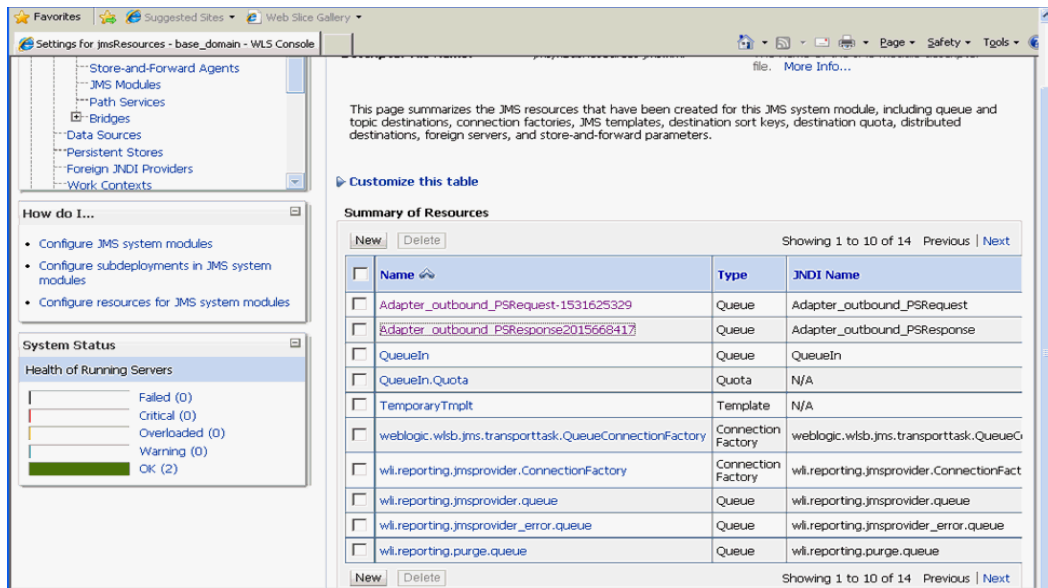 Favorites Suggested Sites Web Slice Gallery
Settings for jmsResources - base_domain - WLS Console
Page Safety Tools
Store-and-Forward Agents
JMS Modules
Path Services
Bridges
Data Sources
Persistent Stores
Foreign JNDI Providers
Work Contexts
How do I...
• Configure JMS system modules
• Configure subdeployments in JMS system
modules
• Configure resources for JMS system modules
System Status
Health of Running Servers
Failed (0)
Critical (0)
Overloaded (0)
Warning (0)
OK (2)
file. More Info...
This page summarizes the JMS resources that have been created for this JMS system module, including queue and
topic destinations, connection factories, JMS templates, destination sort keys, destination quota, distributed
destinations, foreign servers, and store-and-forward parameters.
Customize this table
Summary of Resources
New Delete Showing 1 to 10 of 14 Previous | Next
Name Type JNDI Name
Adapter_outbound_PSRequest-1531625329 Queue Adapter_outbound_PSRequest
Adapter_outbound_PSResponse2015668417 Queue Adapter_outbound_PSResponse
QueueIn Queue QueueIn
QueueIn.Quota Quota N/A
TemporaryTmplt Template N/A
weblogic.wlsb.jms.transporttask.QueueConnectionFactory Connection Factory weblogic.wlsb.jms.transporttask.QueueC
wli.reporting.jmsprovider.ConnectionFactory Connection Factory wli.reporting.jmsprovider.ConnectionFact
wli.reporting.jmsprovider.queue Queue wli.reporting.jmsprovider.queue
wli.reporting.jmsprovider_error.queue Queue wli.reporting.jmsprovider_error.queue
wli.reporting.purge.queue Queue wli.reporting.purge.queue
New Delete Showing 1 to 10 of 14 Previous | Next